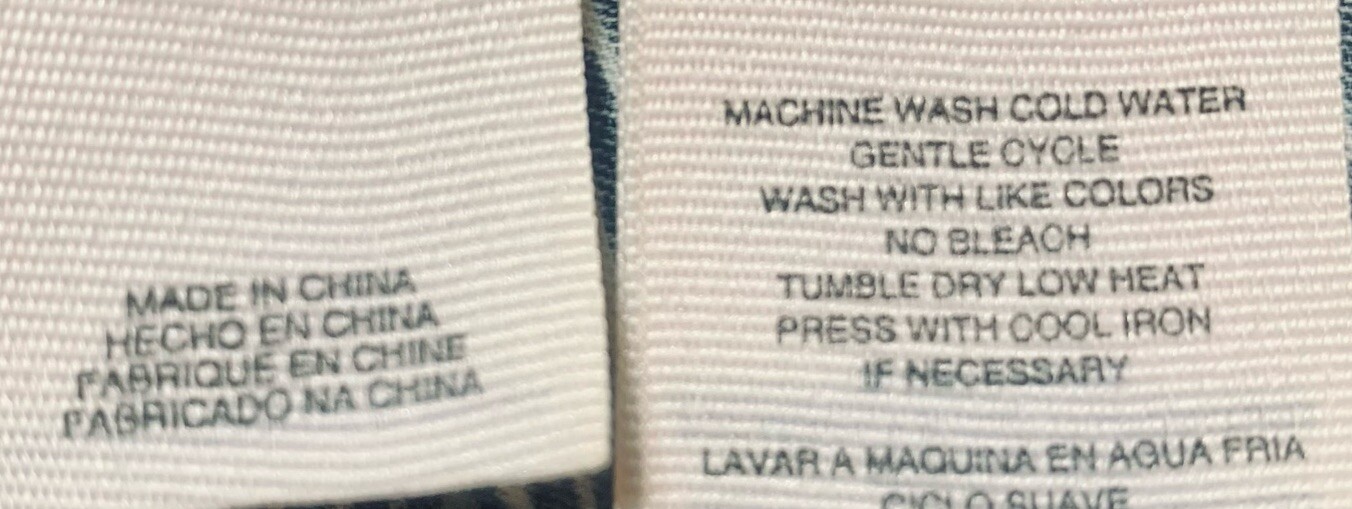 MADE IN CHINA
HECHO EN CHINA
FABRIQUE EN CHINE
FABRICADO NA CHINA
MACHINE WASH COLD WATER
GENTLE CYCLE
WASH WITH LIKE COLORS
NO BLEACH
TUMBLE DRY LOW HEAT
PRESS WITH COOL IRON
IF NECESSARY
LAVAR A MAQUINA EN AGUA FRIA
CICLO SUAVE